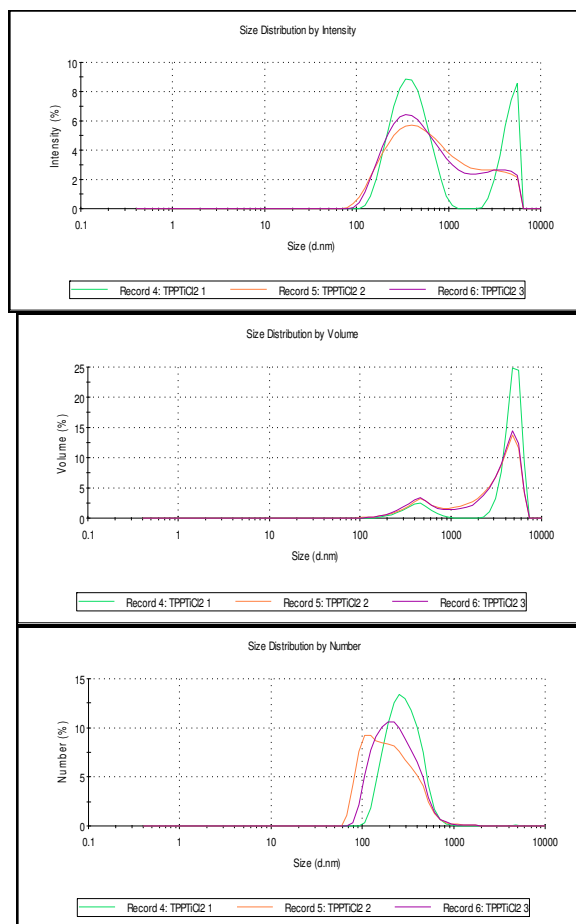 Size Distribution by Intensity
10
8
6
4
2
0
Intensity (%)
0.1 1 10 100 1000 10000
Size (d.nm)
Record 4: TPPTiCl2 1 Record 5: TPPTiCl2 2 Record 6: TPPTiCl2 3
Size Distribution by Volume
25
20
15
10
5
0
Volume (%)
0.1 1 10 100 1000 10000
Size (d.nm)
Record 4: TPPTiCl2 1 Record 5: TPPTiCl2 2 Record 6: TPPTiCl2 3
Size Distribution by Number
15
10
5
0
Number (%)
0.1 1 10 100 1000 10000
Size (d.nm)
Record 4: TPPTiCl2 1 Record 5: TPPTiCl2 2 Record 6: TPPTiCl2 3